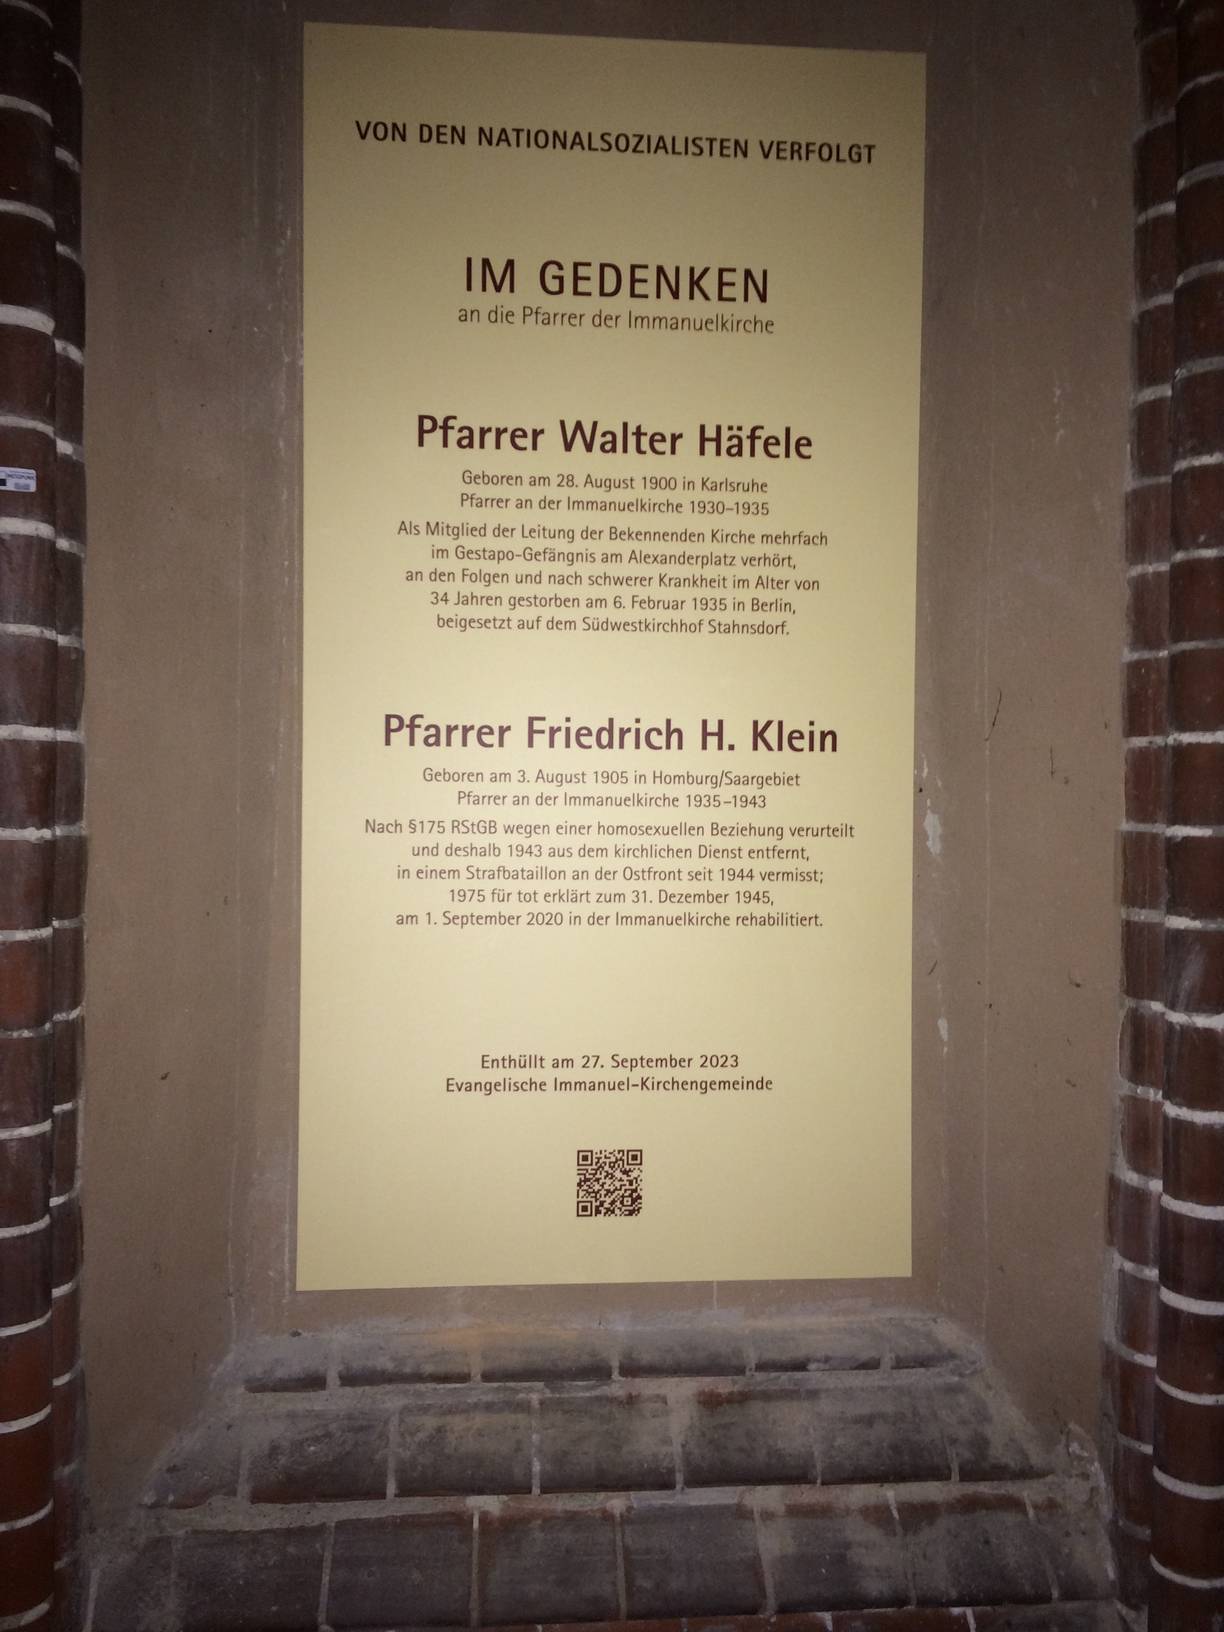 VON DEN NATIONALSOZIALISTEN VERFOLGT
IM GEDENKEN
an die Pfarrer der Immanuelkirche
Pfarrer Walter Häfele
Geboren am 28. August 1900 in Karlsruhe
Pfarrer an der Immanuelkirche 1930–1935
Als Mitglied der Leitung der Bekennenden Kirche mehrfach
im Gestapo-Gefängnis am Alexanderplatz verhört,
an den Folgen und nach schwerer Krankheit im Alter von
34 Jahren gestorben am 6. Februar 1935 in Berlin,
beigesetzt auf dem Südwestkirchhof Stahnsdorf.
Pfarrer Friedrich H. Klein
Geboren am 3. August 1905 in Homburg/Saargebiet
Pfarrer an der Immanuelkirche 1935–1943
Nach §175 RStGB wegen einer homosexuellen Beziehung verurteilt
und deshalb 1943 aus dem kirchlichen Dienst entfernt,
in einem Strafbataillon an der Ostfront seit 1944 vermisst;
1975 für tot erklärt zum 31. Dezember 1945,
am 1. September 2020 in der Immanuelkirche rehabilitiert.
Enthüllt am 27. September 2023
Evangelische Immanuel-Kirchengemeinde